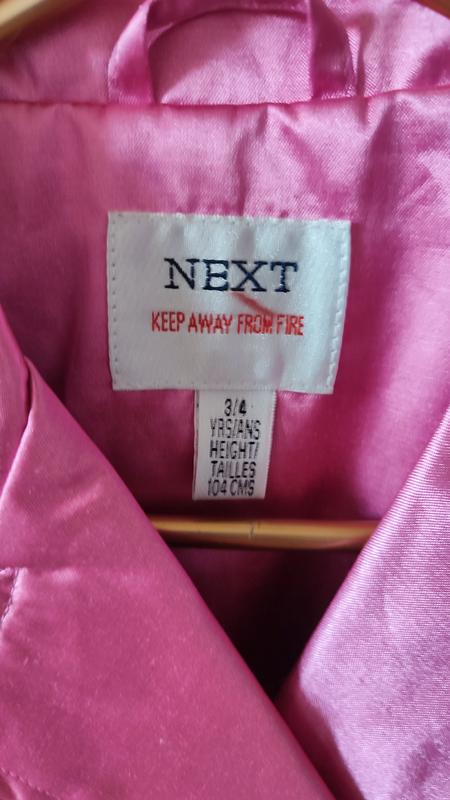 NEXT
KEEP AWAY FROM FIRE
3/4
YRS/ANS
HEIGHT/
TAILLES
104 CMS